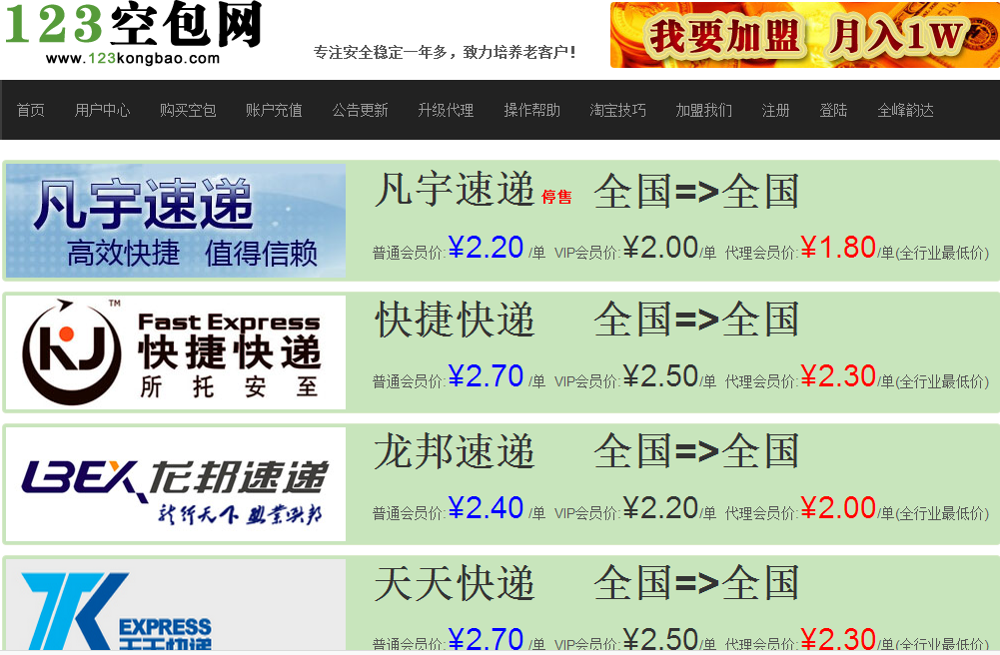 123空包网
www.123kongbao.com
专注安全稳定一年多，致力培养老客户！
我要加盟 月入1W
首页 用户中心 购买空包 账户充值 公告更新 升级代理 操作帮助 淘宝技巧 加盟我们 注册 登陆 全峰韵达
凡宇速递
高效快捷 值得信赖
凡宇速递 停售 全国=>全国
普通会员价:¥2.20 /单 VIP会员价:¥2.00/单 代理会员价:¥1.80/单(全行业最低价)
KJ TM
Fast Express
快捷快递
所托安至
快捷快递 全国=>全国
普通会员价:¥2.70 /单 VIP会员价:¥2.50/单 代理会员价:¥2.30/单(全行业最低价)
LBEX 龙邦速递
龙行天下 盟业兴邦
龙邦速递 全国=>全国
普通会员价:¥2.40 /单 VIP会员价:¥2.20/单 代理会员价:¥2.00/单(全行业最低价)
TK EXPRESS
天天快递
天天快递 全国=>全国
普通会员价:¥2.70 /单 VIP会员价:¥2.50/单 代理会员价:¥2.30/单(全行业最低价)